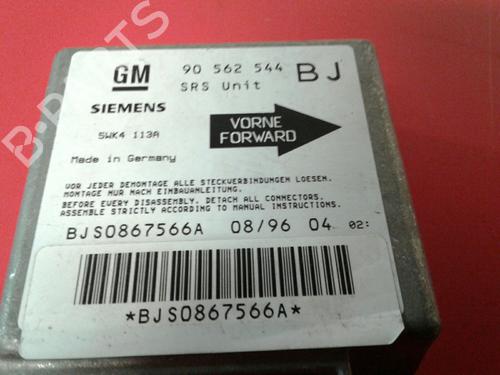 GM 90 562 544 BJ
SRS Unit
SIEMENS
5WK4 113A
VORNE
FORWARD
Made in Germany
VOR JEDER DEMONTAGE ALLE STECKVERBINDUNGEN LOESEN.
MONTAGE NUR NACH EINBAUANLEITUNG.
BEFORE EVERY DISASSEMBLY. DETACH ALL CONNECTORS.
ASSEMBLE STRICTLY ACCORDING TO MANUAL INSTRUCTIONS.
BJS0867566A 08/96 04 02:
*BJS0867566A*
B-PARTS